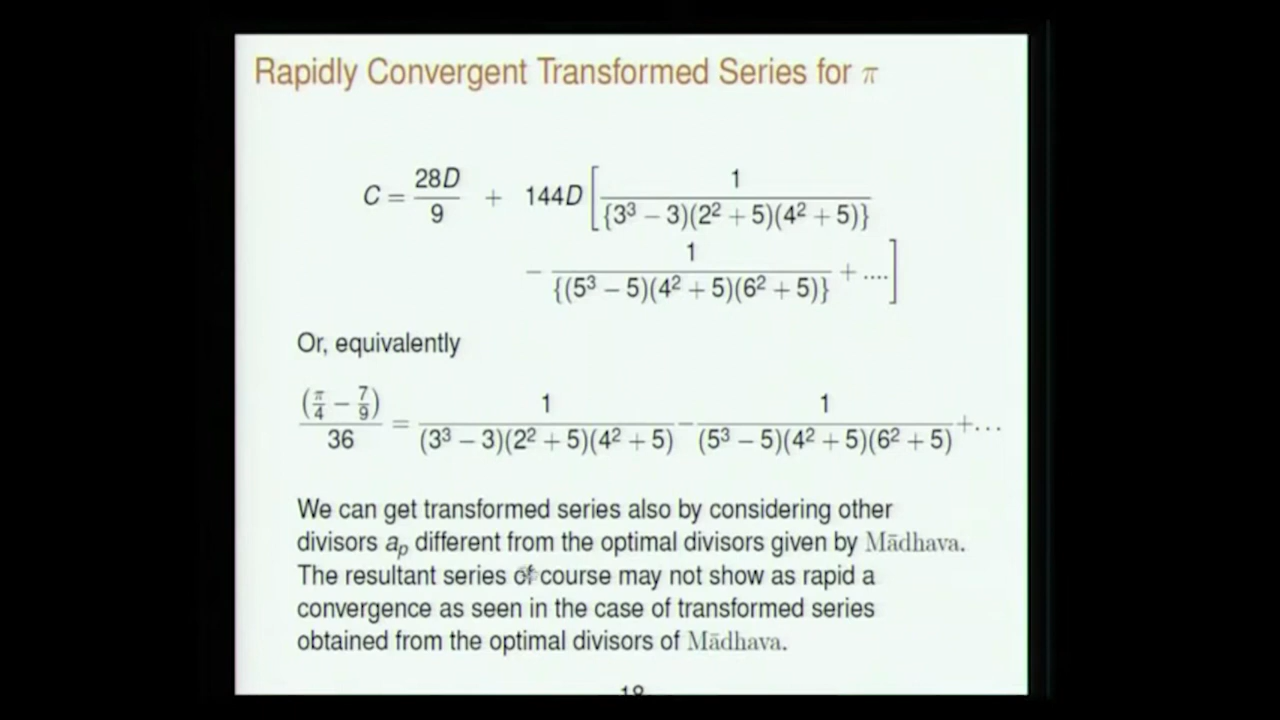 Rapidly Convergent Transformed Series for π
C = 28D/9 + 144D [ 1/{3³ − 3)(2² + 5)(4² + 5)}
− 1/{(5³ − 5)(4² + 5)(6² + 5)} + .... ]
Or, equivalently
(π/4 − 7/9)/36 = 1/(3³ − 3)(2² + 5)(4² + 5) − 1/(5³ − 5)(4² + 5)(6² + 5) + ...
We can get transformed series also by considering other
divisors aₚ different from the optimal divisors given by Mādhava.
The resultant series of course may not show as rapid a
convergence as seen in the case of transformed series
obtained from the optimal divisors of Mādhava.